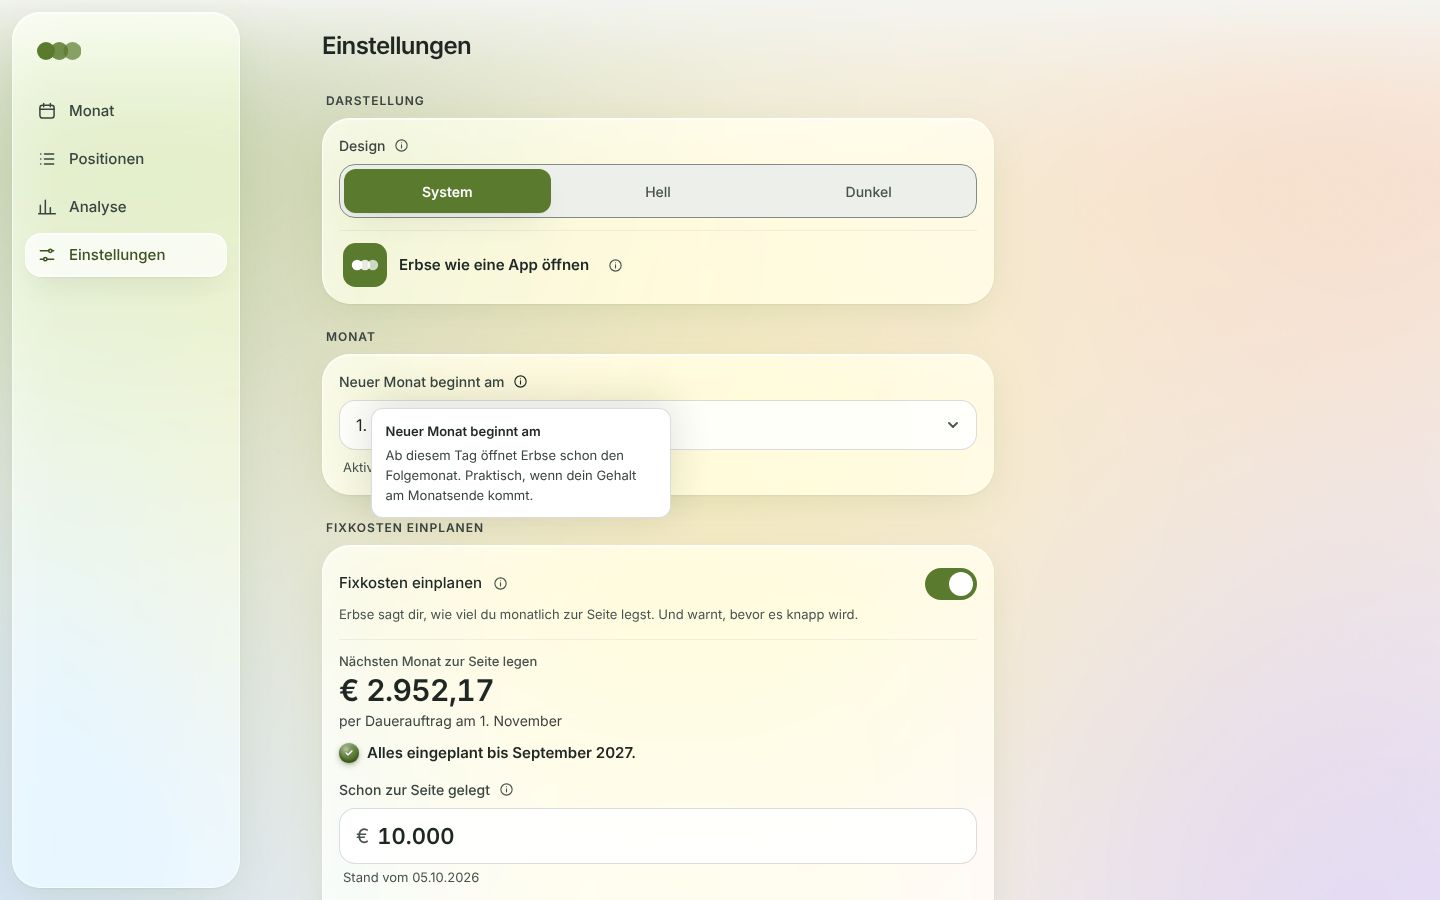 Einstellungen
Monat
Positionen
Analyse
Einstellungen
DARSTELLUNG
Design
System
Hell
Dunkel
Erbse wie eine App öffnen
MONAT
Neuer Monat beginnt am
1.
Neuer Monat beginnt am
Ab diesem Tag öffnet Erbse schon den
Folgemonat. Praktisch, wenn dein Gehalt
am Monatsende kommt.
FIXKOSTEN EINPLANEN
Fixkosten einplanen
Erbse sagt dir, wie viel du monatlich zur Seite legst. Und warnt, bevor es knapp wird.
Nächsten Monat zur Seite legen
€ 2.952,17
per Dauerauftrag am 1. November
Alles eingeplant bis September 2027.
Schon zur Seite gelegt
€ 10.000
Stand vom 05.10.2026